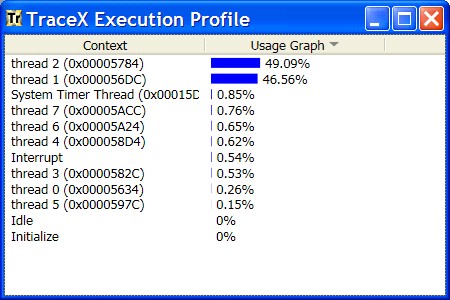 TraceX Execution Profile
Context Usage Graph
thread 2 (0x00005784) 49.09%
thread 1 (0x000056DC) 46.56%
System Timer Thread (0x00015D 0.85%
thread 7 (0x00005ACC) 0.76%
thread 6 (0x00005A24) 0.65%
thread 4 (0x000058D4) 0.62%
Interrupt 0.54%
thread 3 (0x0000582C) 0.53%
thread 0 (0x00005634) 0.26%
thread 5 (0x0000597C) 0.15%
Idle 0%
Initialize 0%